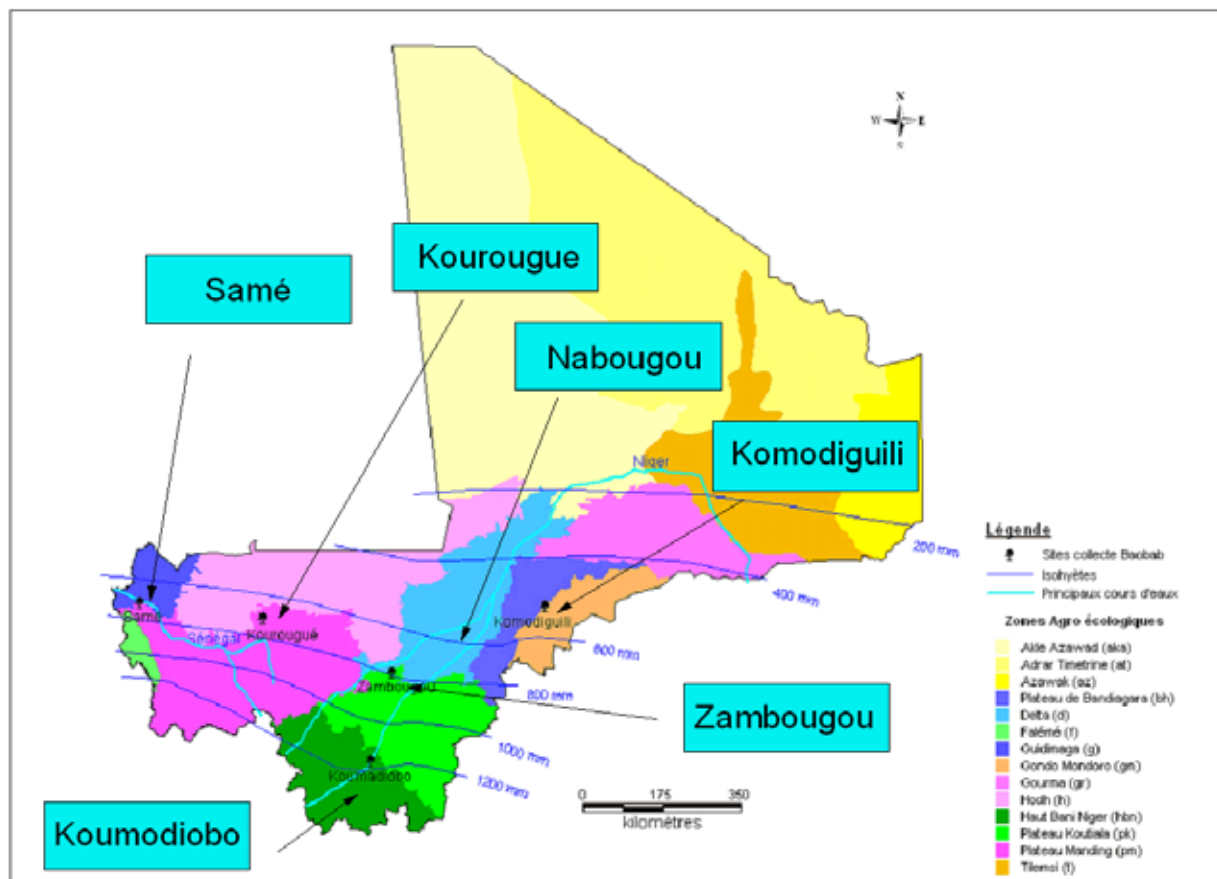 N
W E
S
Kourougue
Samé
Nabougou
Komodiguili
Niger
200 mm
400 mm
Samé
Sénégal
Kourougué
Komodiguili
600 mm
Zambougou
800 mm
Zambougou
1000 mm
Koumadiobo
1200 mm
Koumodiobo
0 175 350
kilomètres
Légende
Sites collecte Baobab
Isohyètes
Principaux cours d'eaux
Zones Agro écologiques
Aklé Azawad (aka)
Adrar Timetrine (at)
Azawak (az)
Plateau de Bandiagara (bh)
Delta (d)
Falémé (f)
Guidimaga (g)
Gondo Mondoro (gm)
Gourma (gr)
Hodh (h)
Haut Bani Niger (hbn)
Plateau Koutiala (pk)
Plateau Manding (pm)
Tilemsi (t)